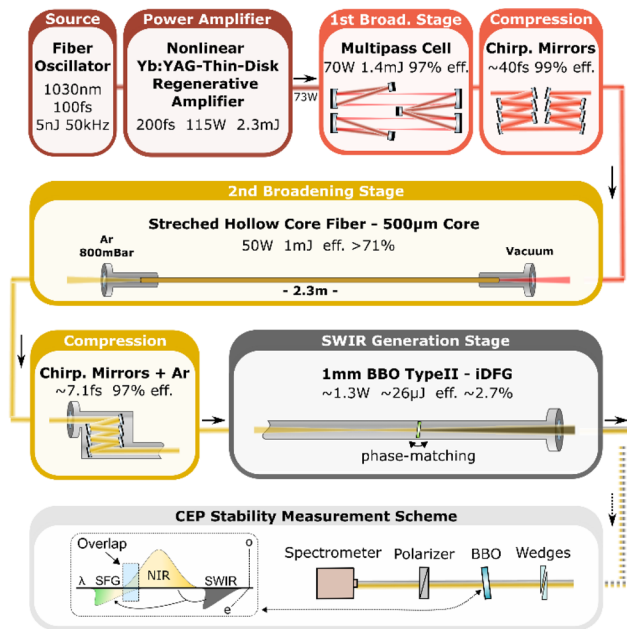 Source
Fiber
Oscillator
1030nm
100fs
5nJ 50kHz
Power Amplifier
Nonlinear
Yb:YAG-Thin-Disk
Regenerative
Amplifier
200fs 115W 2.3mJ
73W
1st Broad. Stage
Multipass Cell
70W 1.4mJ 97% eff.
Compression
Chirp. Mirrors
~40fs 99% eff.
2nd Broadening Stage
Streched Hollow Core Fiber - 500µm Core
50W 1mJ eff. >71%
Ar
800mBar
Vacuum
- 2.3m -
Compression
Chirp. Mirrors + Ar
~7.1fs 97% eff.
SWIR Generation Stage
1mm BBO TypeII - iDFG
~1.3W ~26µJ eff. ~2.7%
phase-matching
CEP Stability Measurement Scheme
Overlap
o
λ SFG NIR SWIR
e
Spectrometer Polarizer BBO Wedges